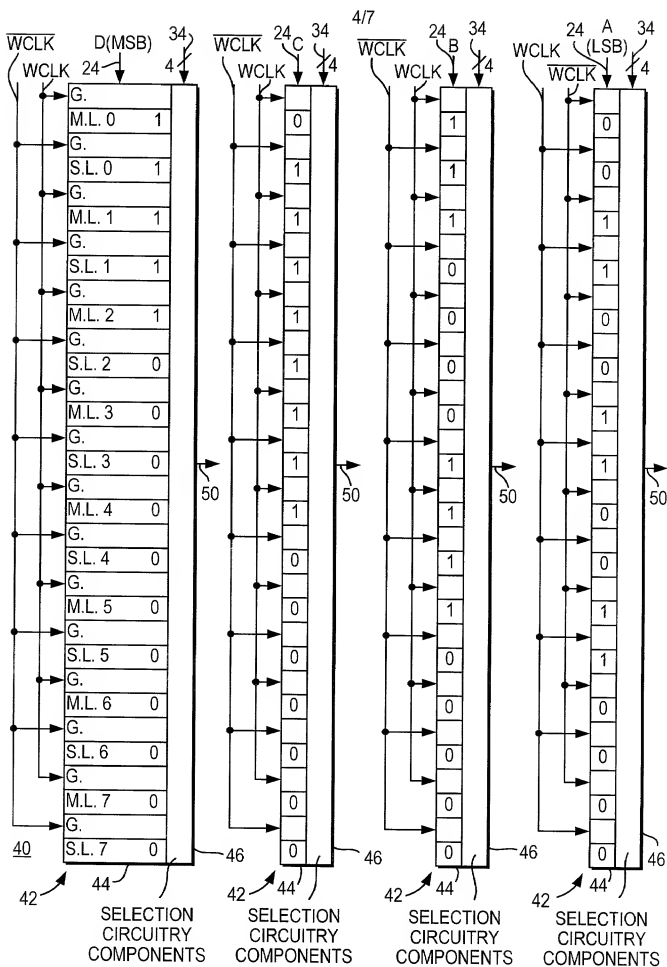 4/7
WCLK
D(MSB)
WCLK
24
4
34
G.
M.L. 0 1
G.
S.L. 0 1
G.
M.L. 1 1
G.
S.L. 1 1
G.
M.L. 2 1
G.
S.L. 2 0
G.
M.L. 3 0
G.
S.L. 3 0
G.
M.L. 4 0
G.
S.L. 4 0
G.
M.L. 5 0
G.
S.L. 5 0
G.
M.L. 6 0
G.
S.L. 6 0
G.
M.L. 7 0
G.
S.L. 7 0
50
40
42
44
46
SELECTION
CIRCUITRY
COMPONENTS
WCLK
WCLK
24
C
34
4
0
1
1
1
1
1
1
1
1
0
0
0
0
0
0
0
50
42
44
46
SELECTION
CIRCUITRY
COMPONENTS
WCLK
WCLK
24
B
34
4
1
1
1
0
0
0
0
1
1
1
1
0
0
0
0
0
50
42
44
46
SELECTION
CIRCUITRY
COMPONENTS
WCLK
WCLK
24
A
(LSB)
34
4
0
0
1
1
0
0
1
1
0
0
1
1
0
0
0
0
50
42
44
46
SELECTION
CIRCUITRY
COMPONENTS